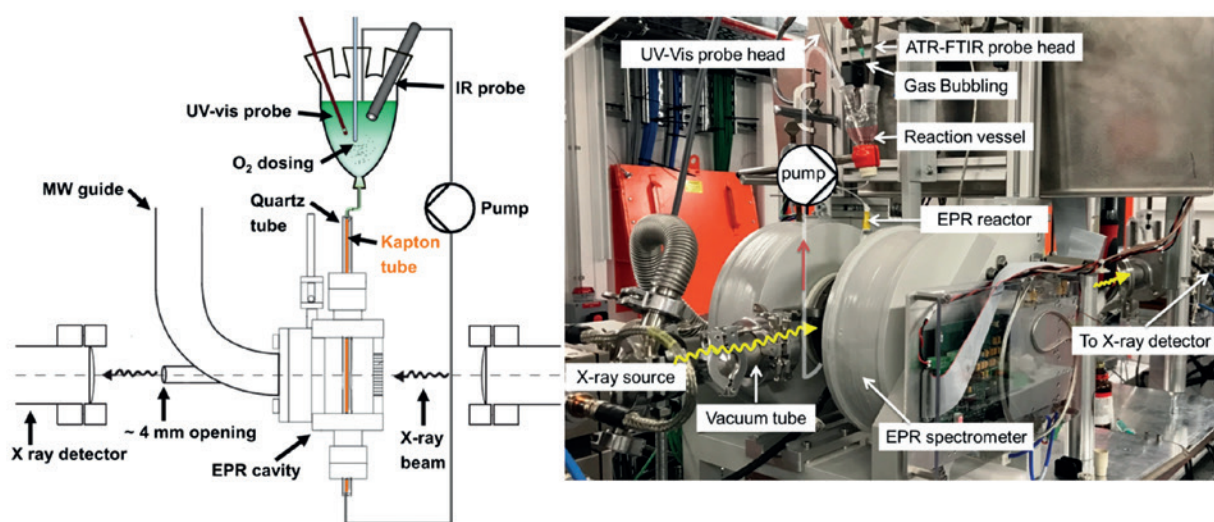 UV-vis probe
O₂ dosing
IR probe
MW guide
Quartz
tube
Kapton
tube
Pump
X ray detector
~ 4 mm opening
EPR cavity
X-ray
beam
UV-Vis probe head
ATR-FTIR probe head
Gas Bubbling
Reaction vessel
pump
EPR reactor
X-ray source
Vacuum tube
EPR spectrometer
To X-ray detector